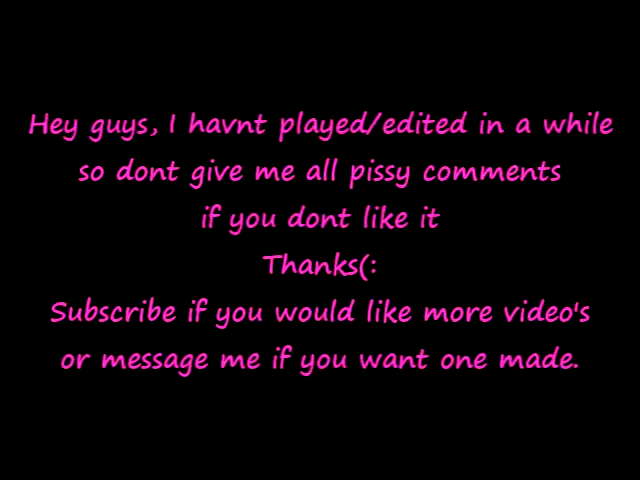 Hey guys, I havnt played/edited in a while
so dont give me all pissy comments
if you dont like it
Thanks(:
Subscribe if you would like more video's
or message me if you want one made.